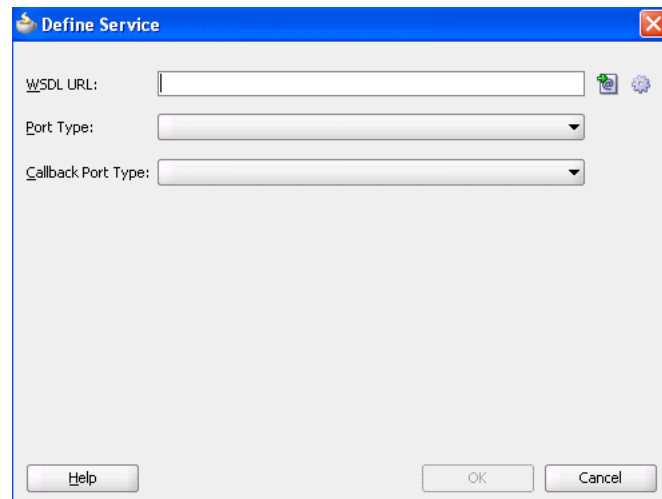 Define Service
WSDL URL:
Port Type:
Callback Port Type:
Help OK Cancel